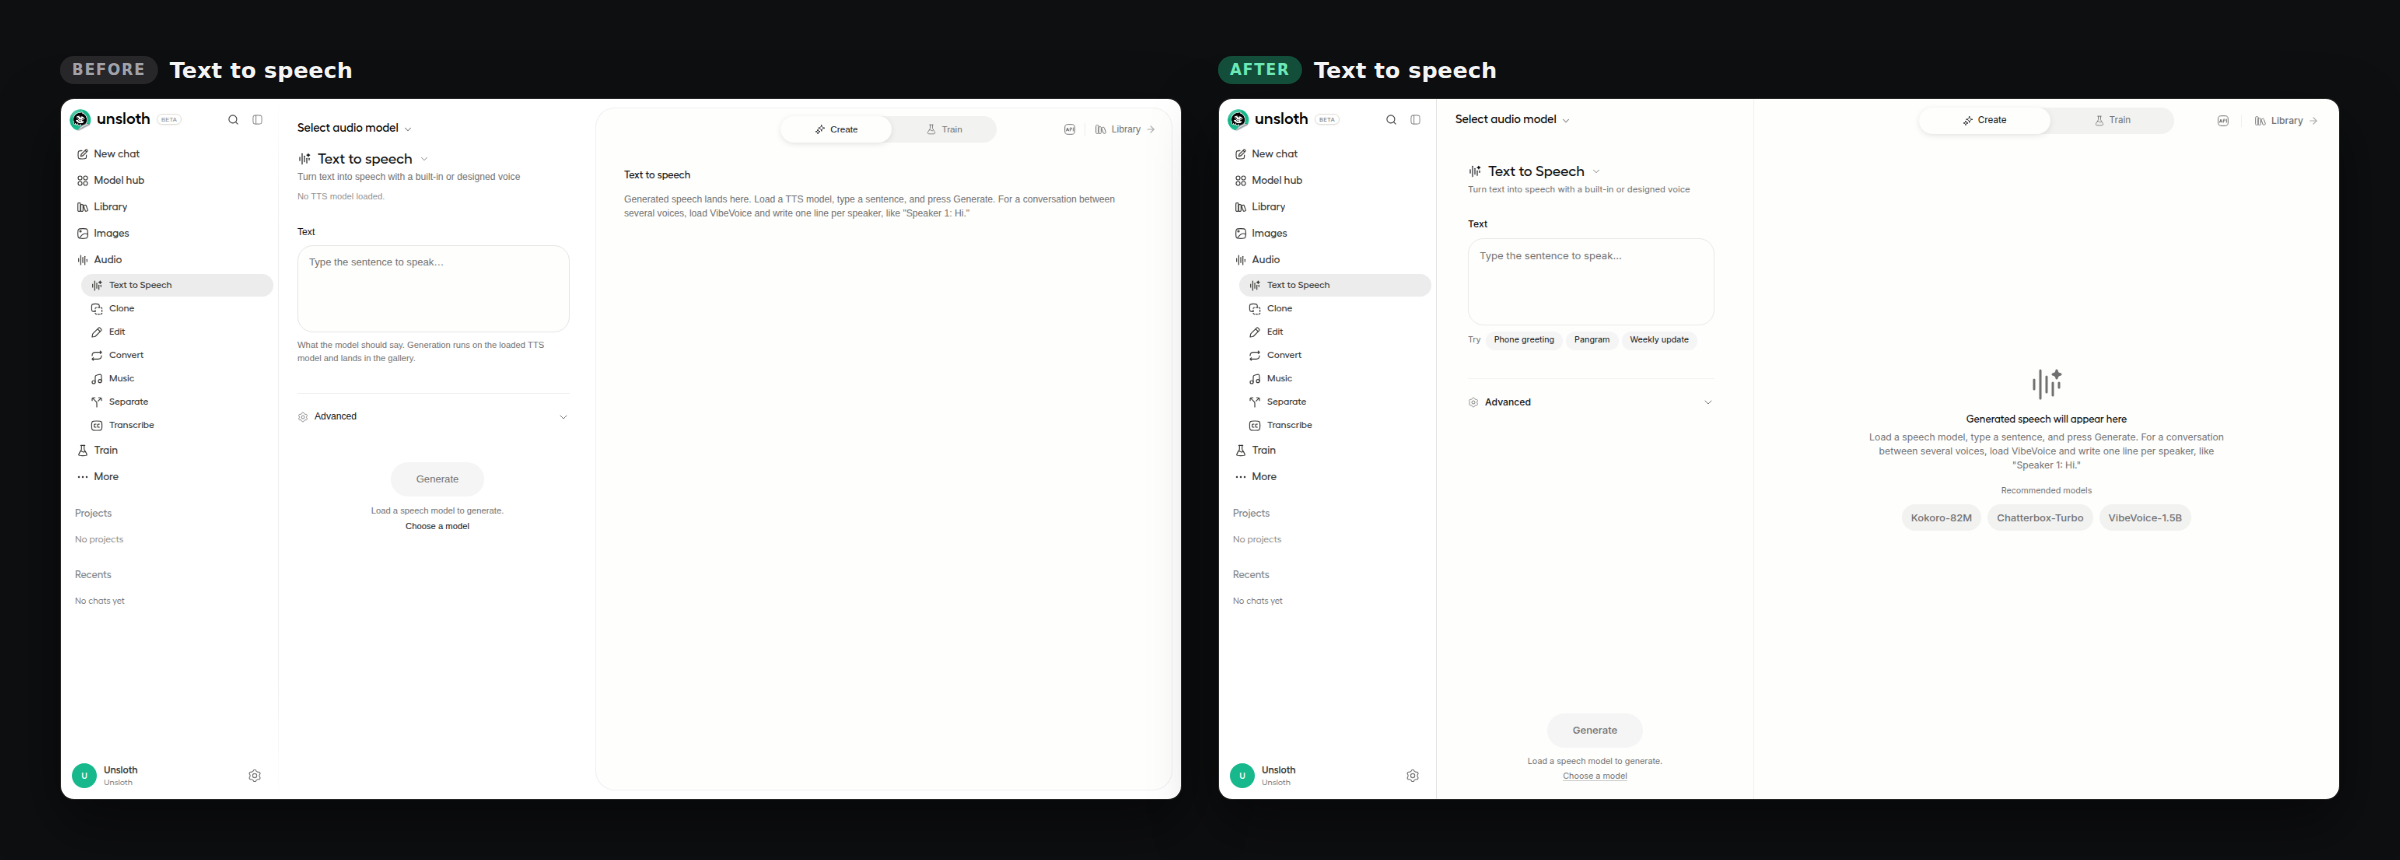 BEFORE Text to speech
unsloth BETA
New chat
Model hub
Library
Images
Audio
Text to Speech
Clone
Edit
Convert
Music
Separate
Transcribe
Train
More
Projects
No projects
Recents
No chats yet
U
Unsloth
Unsloth
Select audio model
Text to speech
Turn text into speech with a built-in or designed voice
No TTS model loaded.
Text
Type the sentence to speak...
What the model should say. Generation runs on the loaded TTS
model and lands in the gallery.
Advanced
Generate
Load a speech model to generate.
Choose a model
Create Train API Library
Text to speech
Generated speech lands here. Load a TTS model, type a sentence, and press Generate. For a conversation between
several voices, load VibeVoice and write one line per speaker, like "Speaker 1: Hi."
AFTER Text to speech
unsloth BETA
New chat
Model hub
Library
Images
Audio
Text to Speech
Clone
Edit
Convert
Music
Separate
CC Transcribe
Train
More
Projects
No projects
Recents
No chats yet
U
Unsloth
Unsloth
Select audio model
Text to Speech
Turn text into speech with a built-in or designed voice
Text
Type the sentence to speak...
Try Phone greeting Pangram Weekly update
Advanced
Generate
Load a speech model to generate.
Choose a model
Create Train API Library
Generated speech will appear here
Load a speech model, type a sentence, and press Generate. For a conversation
between several voices, load VibeVoice and write one line per speaker, like
"Speaker 1: Hi."
Recommended models
Kokoro-82M Chatterbox-Turbo VibeVoice-1.5B